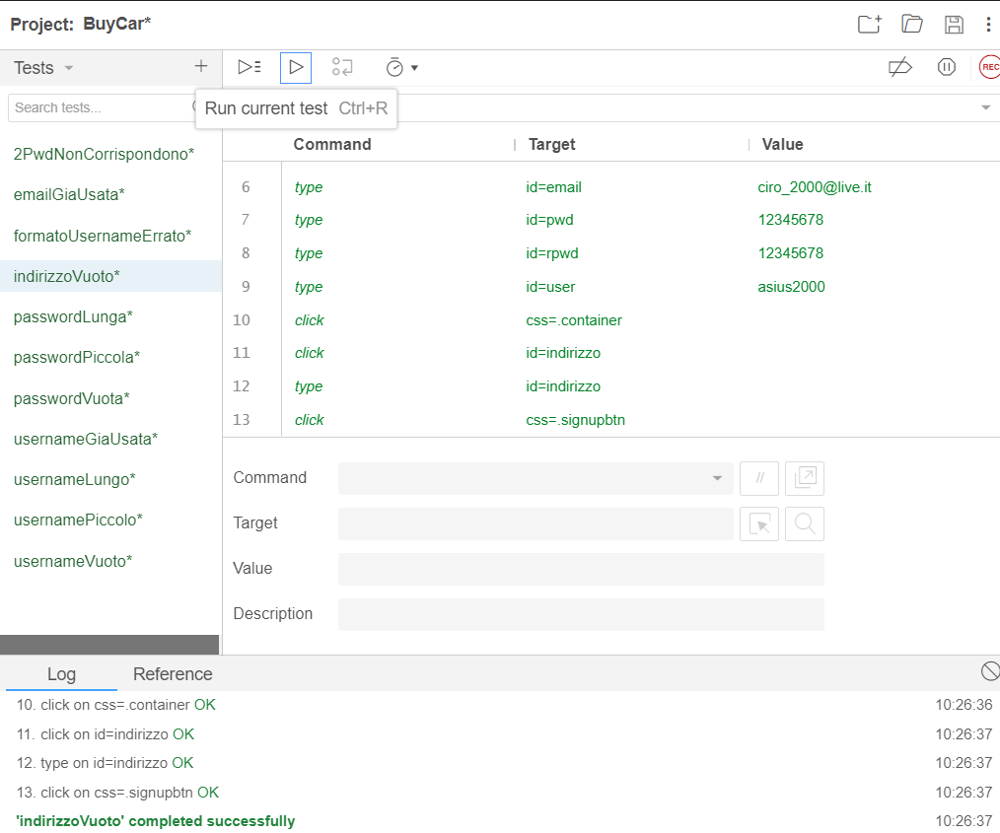 Project: BuyCar*
Tests
+
REC
Search tests...
Run current test Ctrl+R
Command Target Value
2PwdNonCorrispondono*
emailGiaUsata*
formatoUsernameErrato*
indirizzoVuoto*
passwordLunga*
passwordPiccola*
passwordVuota*
usernameGiaUsata*
usernameLungo*
usernamePiccolo*
usernameVuoto*
6 type id=email ciro_2000@live.it
7 type id=pwd 12345678
8 type id=rpwd 12345678
9 type id=user asius2000
10 click css=.container
11 click id=indirizzo
12 type id=indirizzo
13 click css=.signupbtn
Command //
Target
Value
Description
Log Reference
10. click on css=.container OK 10:26:36
11. click on id=indirizzo OK 10:26:37
12. type on id=indirizzo OK 10:26:37
13. click on css=.signupbtn OK 10:26:37
'indirizzoVuoto' completed successfully 10:26:37